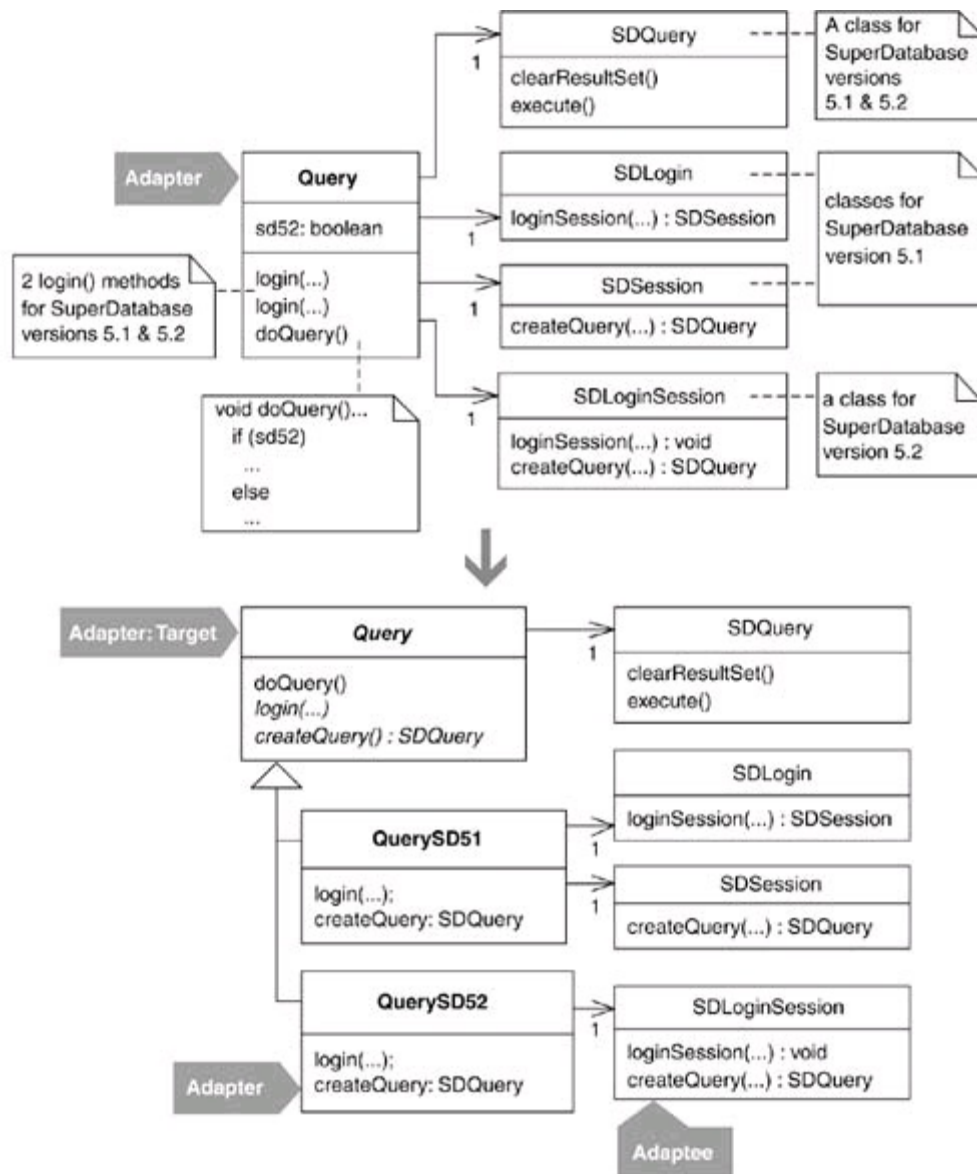 SDQuery
1
clearResultSet()
execute()
A class for
SuperDatabase
versions
5.1 & 5.2
Adapter
Query
sd52: boolean
login(...)
login(...)
doQuery()
SDLogin
1
loginSession(...) : SDSession
classes for
SuperDatabase
version 5.1
2 login() methods
for SuperDatabase
versions 5.1 & 5.2
SDSession
1
createQuery(...) : SDQuery
SDLoginSession
1
loginSession(...) : void
createQuery(...) : SDQuery
a class for
SuperDatabase
version 5.2
void doQuery()...
if (sd52)
...
else
...
Adapter: Target
Query
doQuery()
login(...)
createQuery() : SDQuery
SDQuery
1
clearResultSet()
execute()
SDLogin
1
loginSession(...) : SDSession
QuerySD51
login(...);
createQuery: SDQuery
SDSession
1
createQuery(...) : SDQuery
QuerySD52
login(...);
createQuery: SDQuery
SDLoginSession
1
loginSession(...) : void
createQuery(...) : SDQuery
Adapter
Adaptee